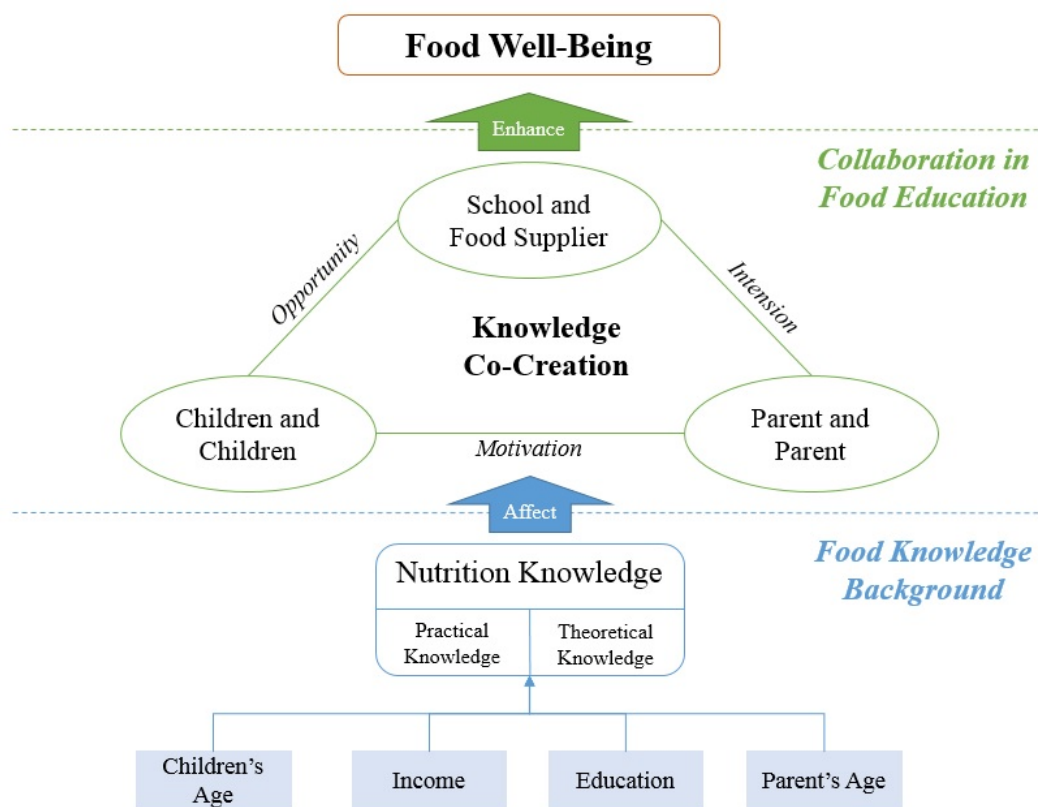 Food Well-Being
Enhance
Collaboration in
Food Education
School and
Food Supplier
Opportunity
Intension
Knowledge
Co-Creation
Children and
Children
Parent and
Parent
Motivation
Affect
Food Knowledge
Background
Nutrition Knowledge
Practical
Knowledge
Theoretical
Knowledge
Children's
Age
Income
Education
Parent's Age